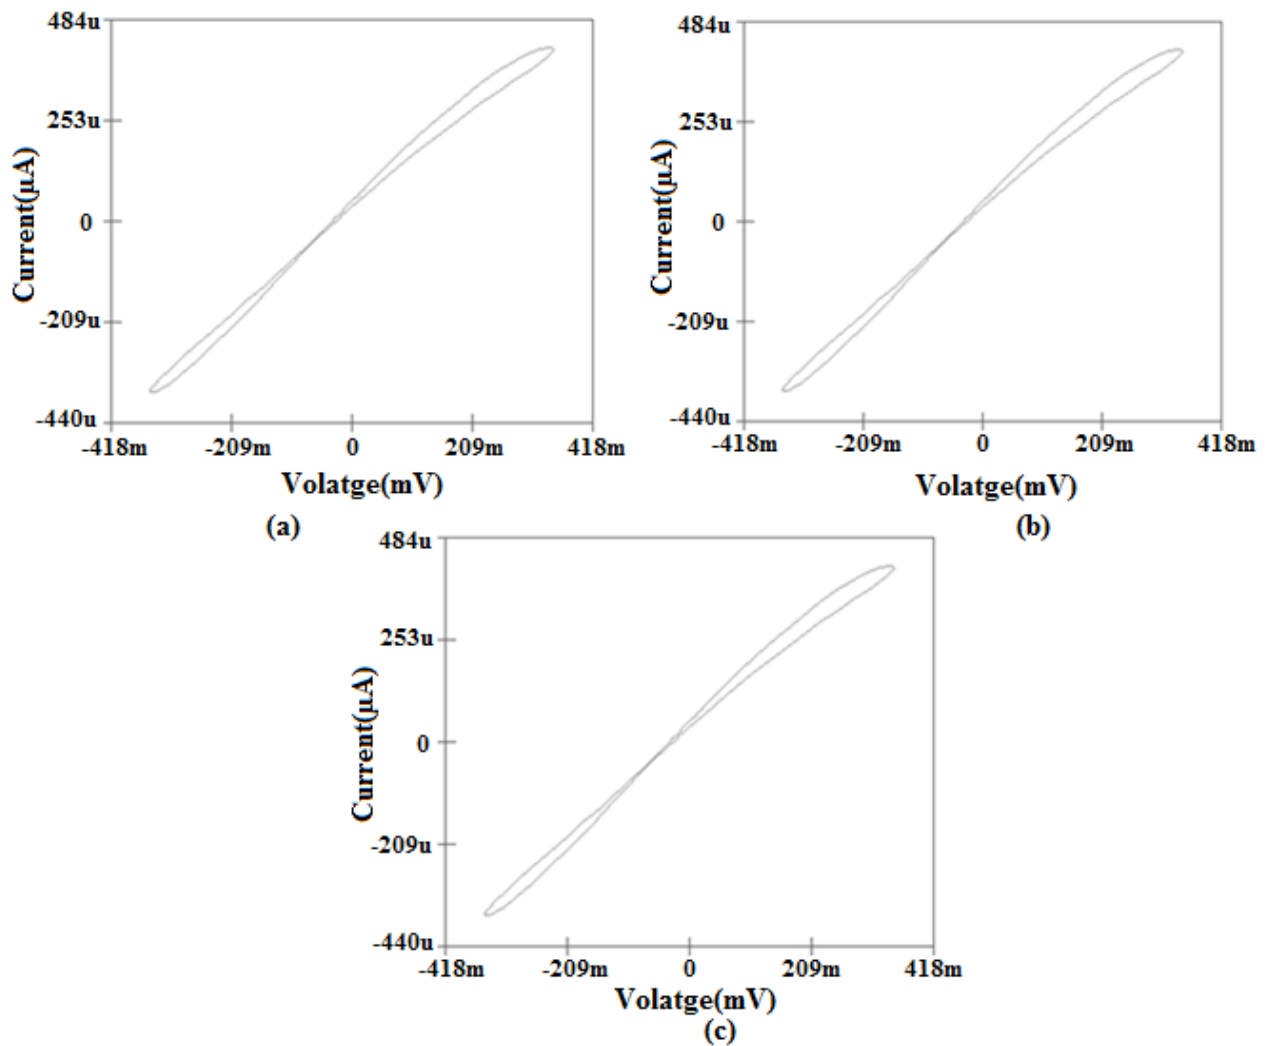 484u
253u
0
-209u
-440u
Current(µA)
-418m -209m 0 209m 418m
Volatge(mV)
(a)
484u
253u
0
-209u
-440u
Current(µA)
-418m -209m 0 209m 418m
Volatge(mV)
(b)
484u
253u
0
-209u
-440u
Current(µA)
-418m -209m 0 209m 418m
Volatge(mV)
(c)